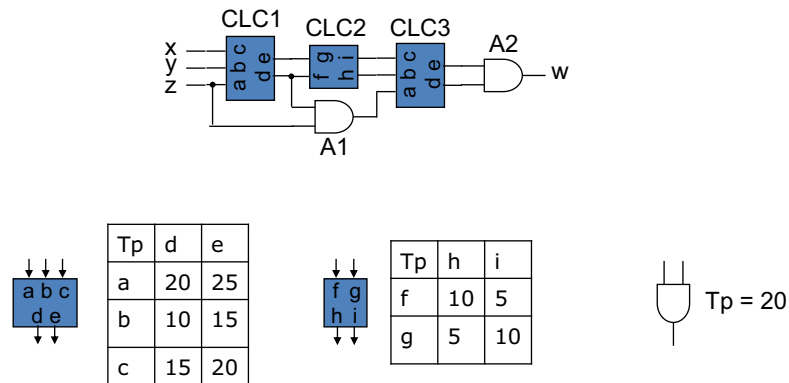 CLC1 CLC2 CLC3 A2
x c e g i c e
y b b w
z a d f h a d
A1
Tp d e
a b c a 20 25
d e
b 10 15
c 15 20
Tp h i
f g f 10 5
h i
g 5 10
Tp = 20